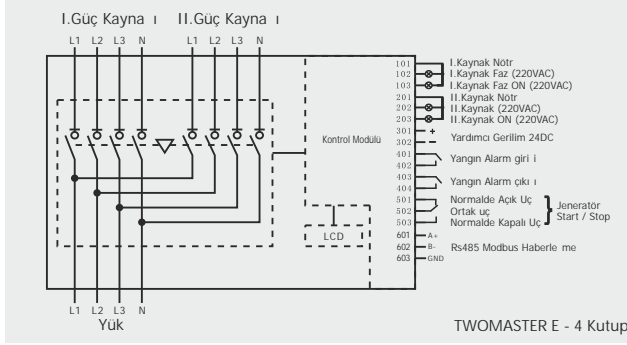 I.Güç Kayna ı II.Güç Kayna ı
L1 L2 L3 N L1 L2 L3 N
101 I.Kaynak Nötr
102 I.Kaynak Faz (220VAC)
103 I.Kaynak Faz ON (220VAC)
201 II.Kaynak Nötr
202 II.Kaynak (220VAC)
203 II.Kaynak ON (220VAC)
301 +
302 −
Yardımcı Gerilim 24DC
Kontrol Modülü
401
402
Yangın Alarm giri i
403
404
Yangın Alarm çıkı ı
501 Normalde Açık Uç
502 Ortak uç
503 Normalde Kapalı Uç
Jeneratör
Start / Stop
LCD
601 A+
602 B-
603 GND
Rs485 Modbus Haberle me
L1 L2 L3 N
Yük
TWOMASTER E - 4 Kutup